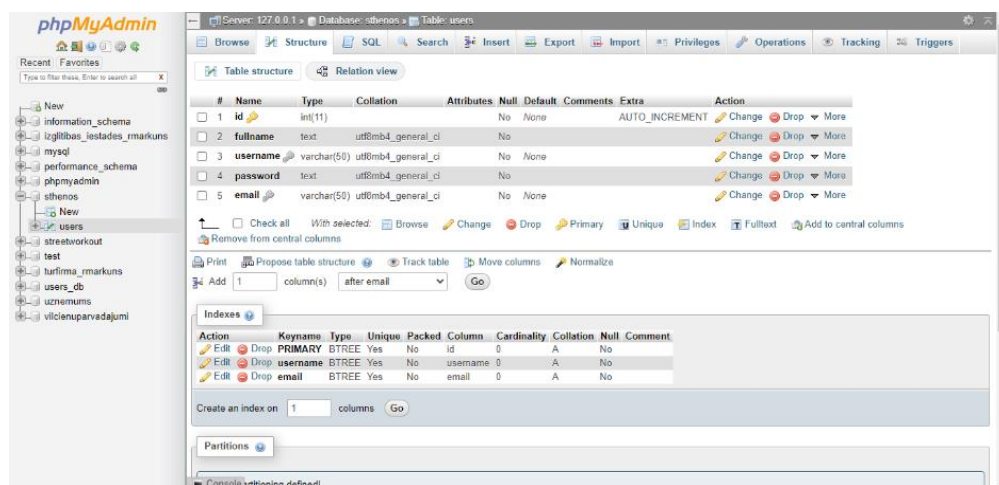 phpMyAdmin
Recent Favorites
Type to filter these, Enter to search all X
New
information_schema
izglitibas_iestades_rmarkuns
mysql
performance_schema
phpmyadmin
sthenos
New
users
streetworkout
test
turfirma_rmarkuns
users_db
uznemums
vilcienuparvadajumi
Server: 127.0.0.1 » Database: sthenos » Table: users
Browse Structure SQL Search Insert Export Import Privileges Operations Tracking Triggers
Table structure Relation view
# Name Type Collation Attributes Null Default Comments Extra Action
1 id int(11) No None AUTO_INCREMENT Change Drop More
2 fullname text utf8mb4_general_ci No Change Drop More
3 username varchar(50) utf8mb4_general_ci No None Change Drop More
4 password text utf8mb4_general_ci No Change Drop More
5 email varchar(50) utf8mb4_general_ci No None Change Drop More
Check all With selected: Browse Change Drop Primary Unique Index Fulltext Add to central columns
Remove from central columns
Print Propose table structure Track table Move columns Normalize
Add 1 column(s) after email Go
Indexes
Action Keyname Type Unique Packed Column Cardinality Collation Null Comment
Edit Drop PRIMARY BTREE Yes No id 0 A No
Edit Drop username BTREE Yes No username 0 A No
Edit Drop email BTREE Yes No email 0 A No
Create an index on 1 columns Go
Partitions
Console defined!